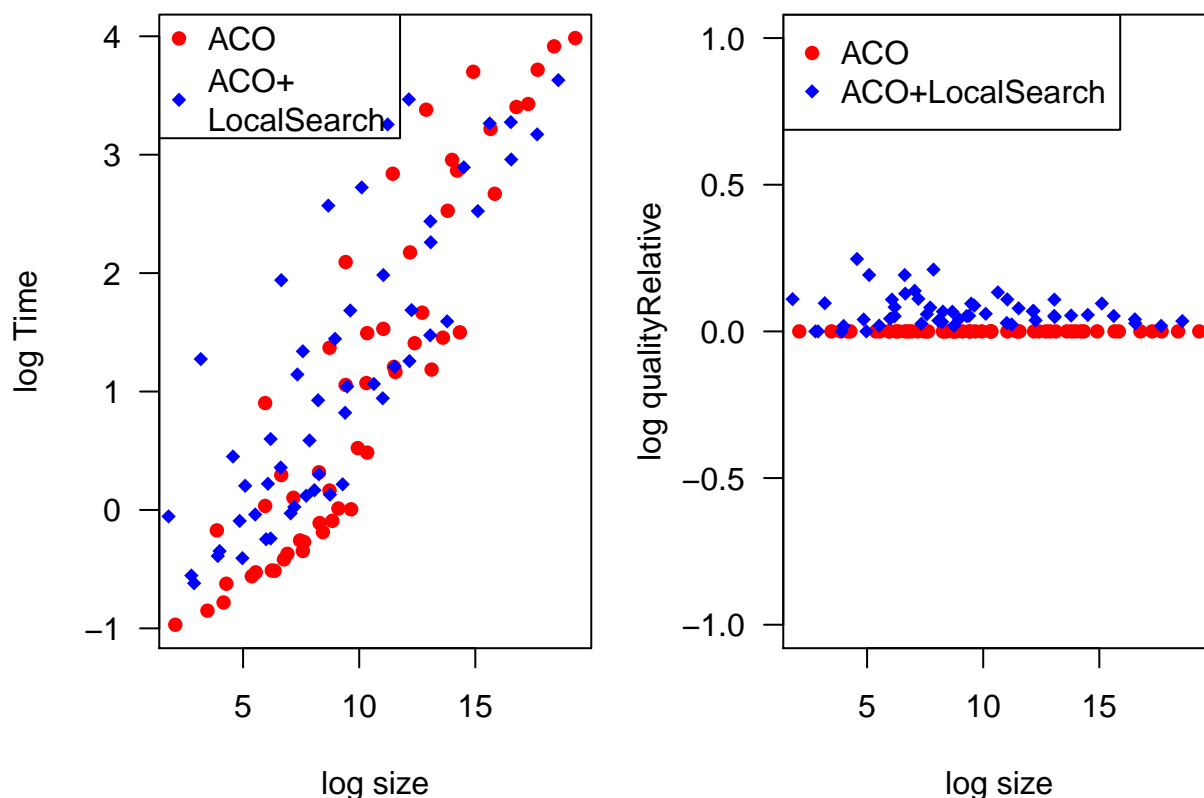 4
3
2
1
0
−1
log Time
ACO
ACO+
LocalSearch
5
10
15
log size
1.0
0.5
0.0
−0.5
−1.0
log qualityRelative
ACO
ACO+LocalSearch
5
10
15
log size